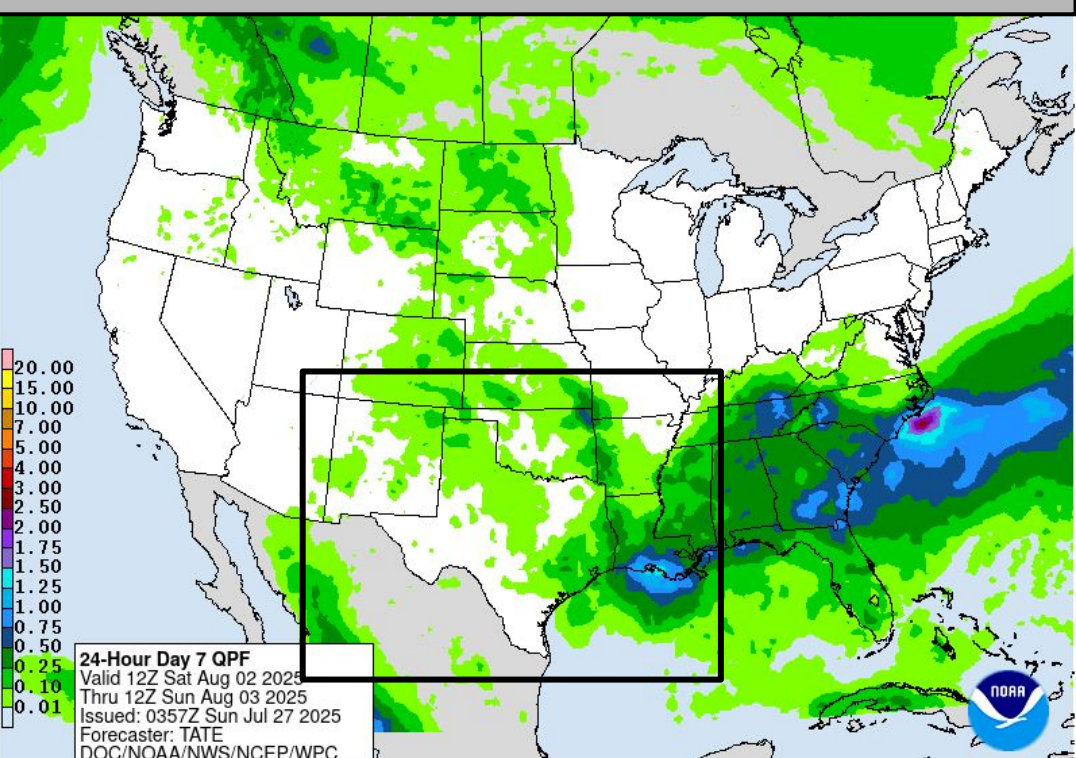 20.00
15.00
10.00
7.00
5.00
4.00
3.00
2.50
2.00
1.75
1.50
1.25
1.00
0.75
0.50
0.25
0.10
0.01
24-Hour Day 7 QPF
Valid 12Z Sat Aug 02 2025
Thru 12Z Sun Aug 03 2025
Issued: 0357Z Sun Jul 27 2025
Forecaster: TATE
DOC/NOAA/NWS/NCEP/WPC
NOAA